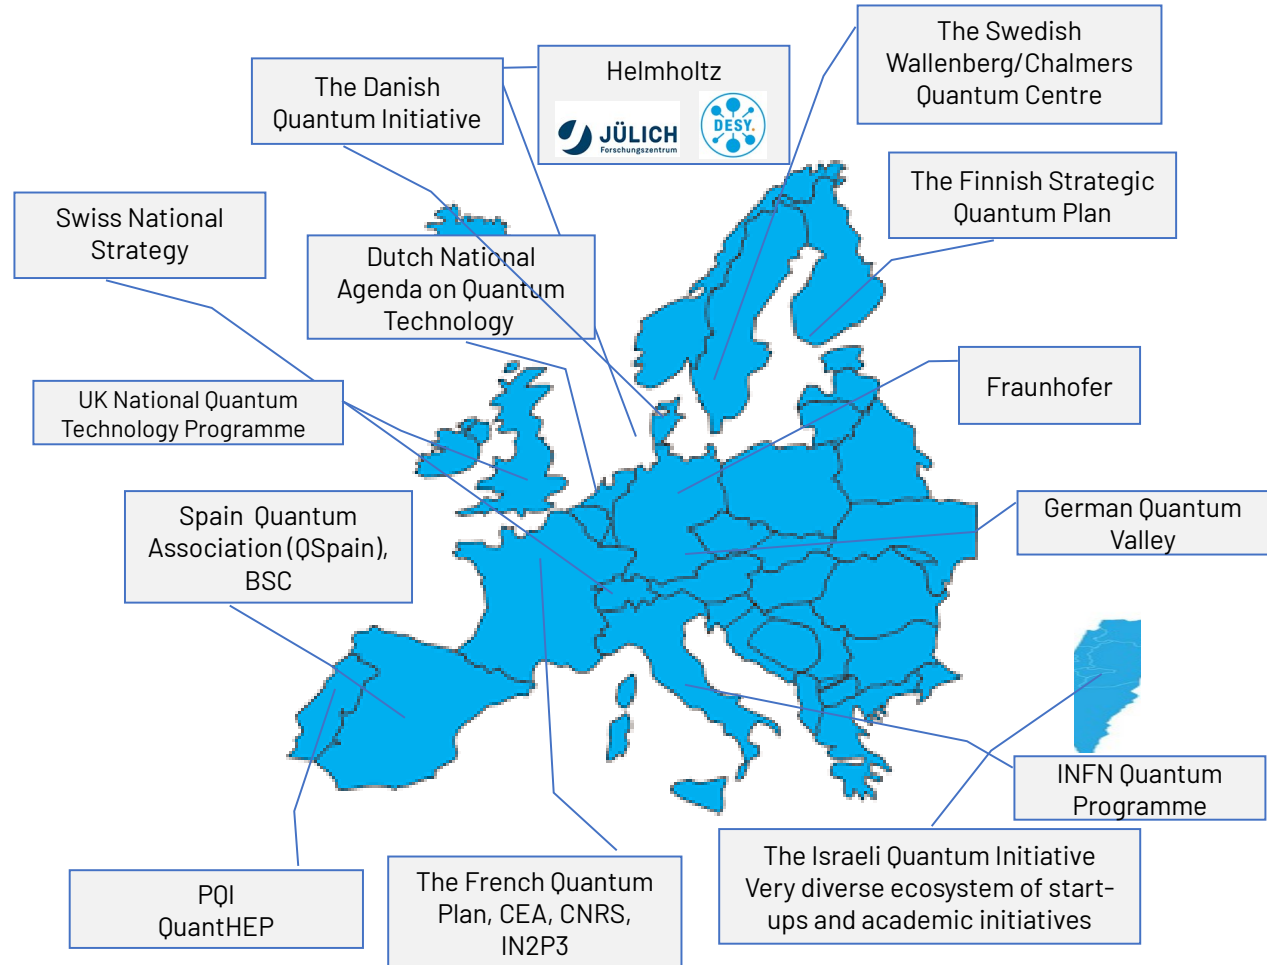 The Swedish
Wallenberg/Chalmers
Quantum Centre
Helmholtz
JÜLICH
Forschungszentrum
DESY.
The Danish
Quantum Initiative
The Finnish Strategic
Quantum Plan
Swiss National
Strategy
Dutch National
Agenda on Quantum
Technology
Fraunhofer
UK National Quantum
Technology Programme
Spain Quantum
Association (QSpain),
BSC
German Quantum
Valley
INFN Quantum
Programme
The Israeli Quantum Initiative
Very diverse ecosystem of start-
ups and academic initiatives
The French Quantum
Plan, CEA, CNRS,
IN2P3
PQI
QuantHEP